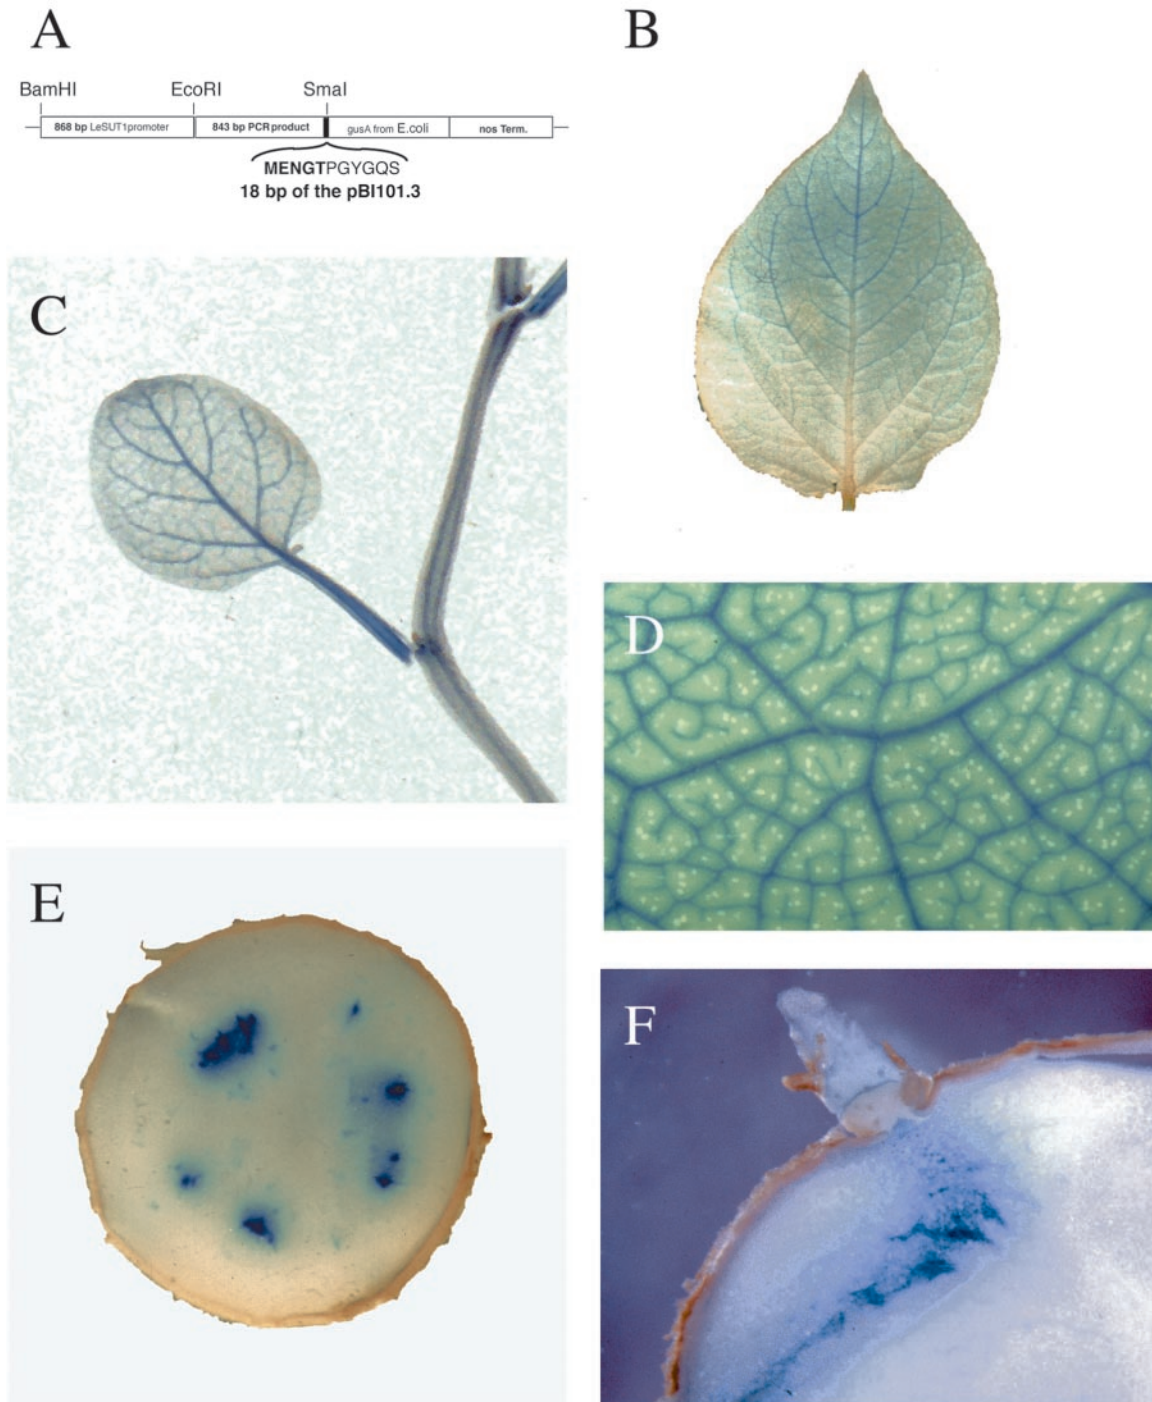 A
BamHI EcoRI SmaI
868 bp LeSUT1promoter 843 bp PCR product gusA from E.coli nos Term.
MENGTPGYGQS
18 bp of the pBI101.3
B
C
D
E
F